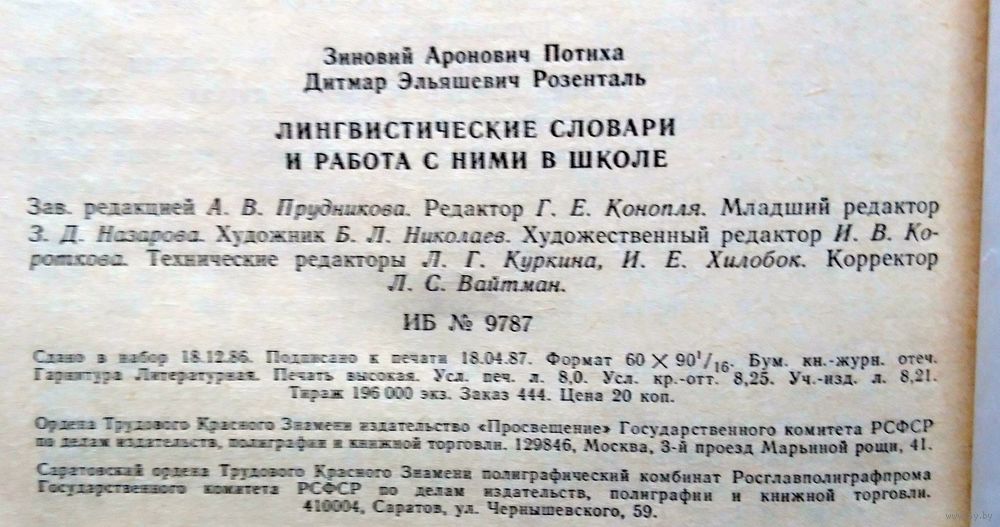 Зиновий Аронович Потиха
Дитмар Эльяшевич Розенталь
ЛИНГВИСТИЧЕСКИЕ СЛОВАРИ
И РАБОТА С НИМИ В ШКОЛЕ
Зав. редакцией А. В. Прудникова. Редактор Г. Е. Конопля. Младший редактор
З. Д. Назарова. Художник Б. Л. Николаев. Художественный редактор И. В. Ко-
роткова. Технические редакторы Л. Г. Куркина, И. Е. Хилобок. Корректор
Л. С. Вайтман.
ИБ № 9787
Сдано в набор 18.12.86. Подписано к печати 18.04.87. Формат 60 × 90¹/₁₆. Бум. кн.-журн. отеч.
Гарнитура Литературная. Печать высокая. Усл. печ. л. 8,0. Усл. кр.-отт. 8,25. Уч.-изд. л. 8,21.
Тираж 196 000 экз. Заказ 444. Цена 20 коп.
Ордена Трудового Красного Знамени издательство «Просвещение» Государственного комитета РСФСР
по делам издательств, полиграфии и книжной торговли. 129846, Москва, 3-й проезд Марьиной рощи, 41.
Саратовский ордена Трудового Красного Знамени полиграфический комбинат Росглавполиграфпрома
Государственного комитета РСФСР по делам издательств, полиграфии и книжной торговли.
410004, Саратов, ул. Чернышевского, 59.